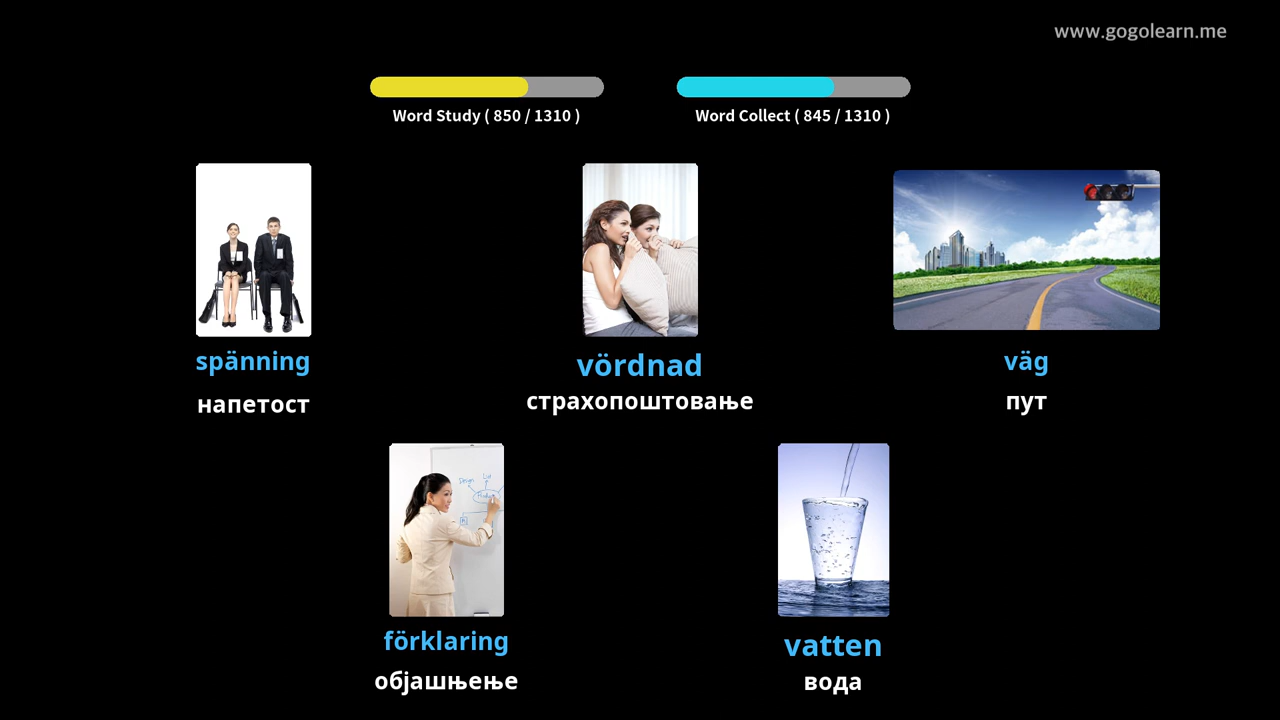 www.gogolearn.me
Word Study ( 850 / 1310 )
Word Collect ( 845 / 1310 )
spänning
напетост
vördnad
страхопоштовање
väg
пут
förklaring
објашњење
vatten
вода